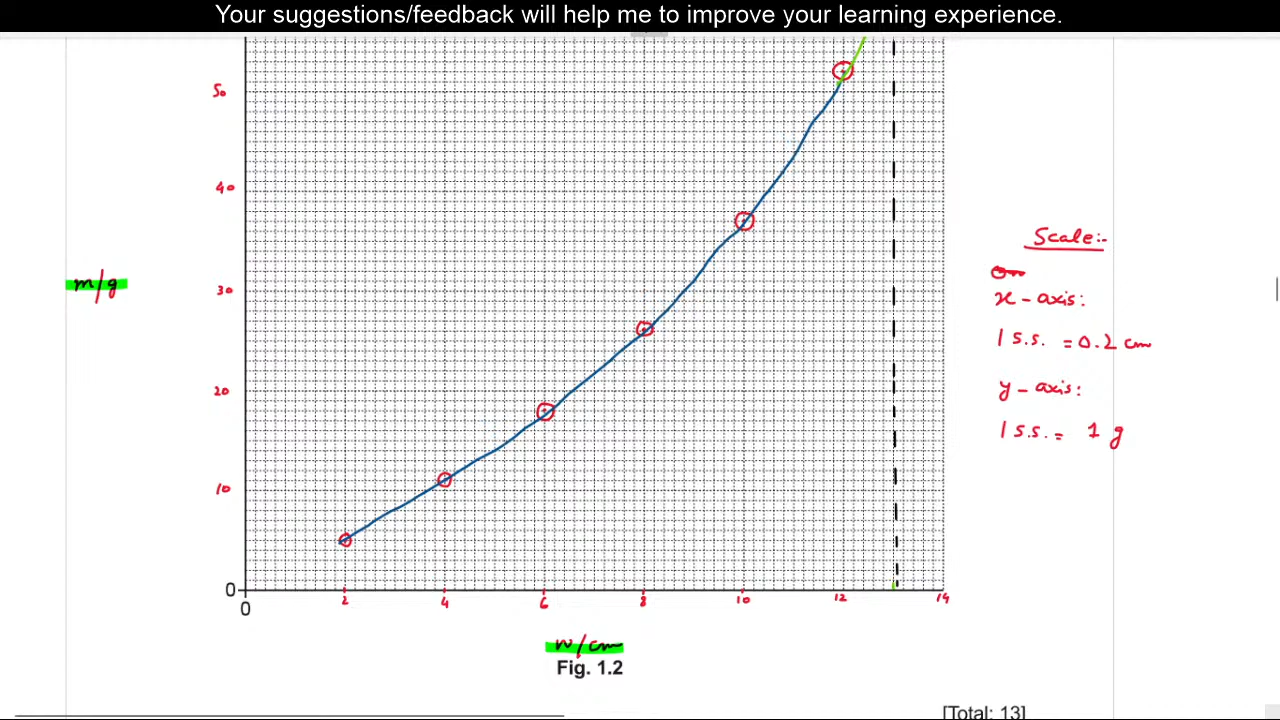 Your suggestions/feedback will help me to improve your learning experience.
50
40
m/g
30
20
10
0
0
2
4
6
8
10
12
14
w/cm
Fig. 1.2
Scale:-
x-axis:
1 s.s. = 0.2 cm
y-axis:
1 s.s. = 1 g
[Total: 13]